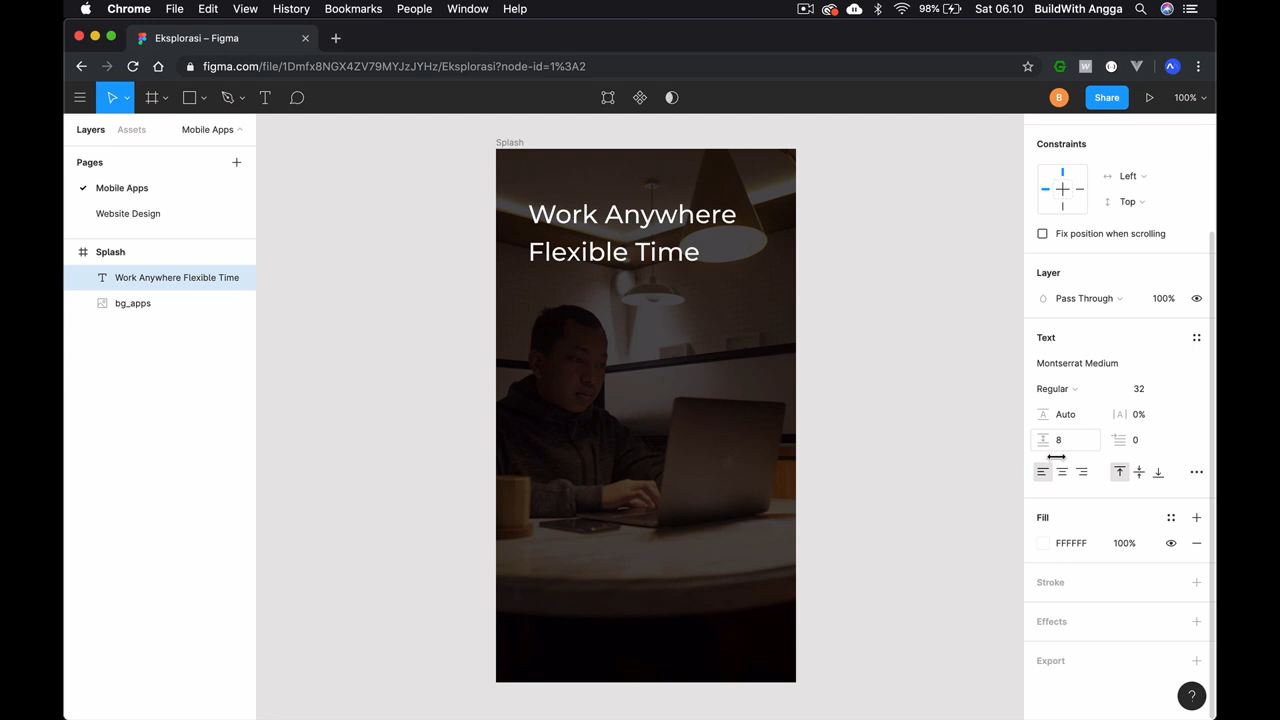 Chrome File Edit View History Bookmarks People Window Help 98% Sat 06.10 BuildWith Angga
Eksplorasi – Figma
figma.com/file/1Dmfx8NGX4ZV79MYJzJYHz/Eksplorasi?node-id=1%3A2
B Share 100%
Layers Assets Mobile Apps
Pages
Mobile Apps
Website Design
Splash
Work Anywhere Flexible Time
bg_apps
Splash
Work Anywhere
Flexible Time
Constraints
Left
Top
Fix position when scrolling
Layer
Pass Through 100%
Text
Montserrat Medium
Regular 32
Auto 0%
8 0
Fill
FFFFFF 100%
Stroke
Effects
Export
?